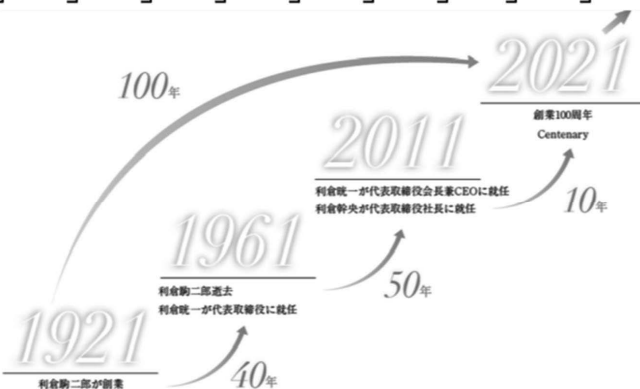 100年
2021
創業100周年
Centenary
2011
利倉晄一が代表取締役会長兼CEOに就任
利倉幹央が代表取締役社長に就任
10年
1961
利倉駒二郎逝去
利倉晄一が代表取締役に就任
50年
1921
利倉駒二郎が創業
40年